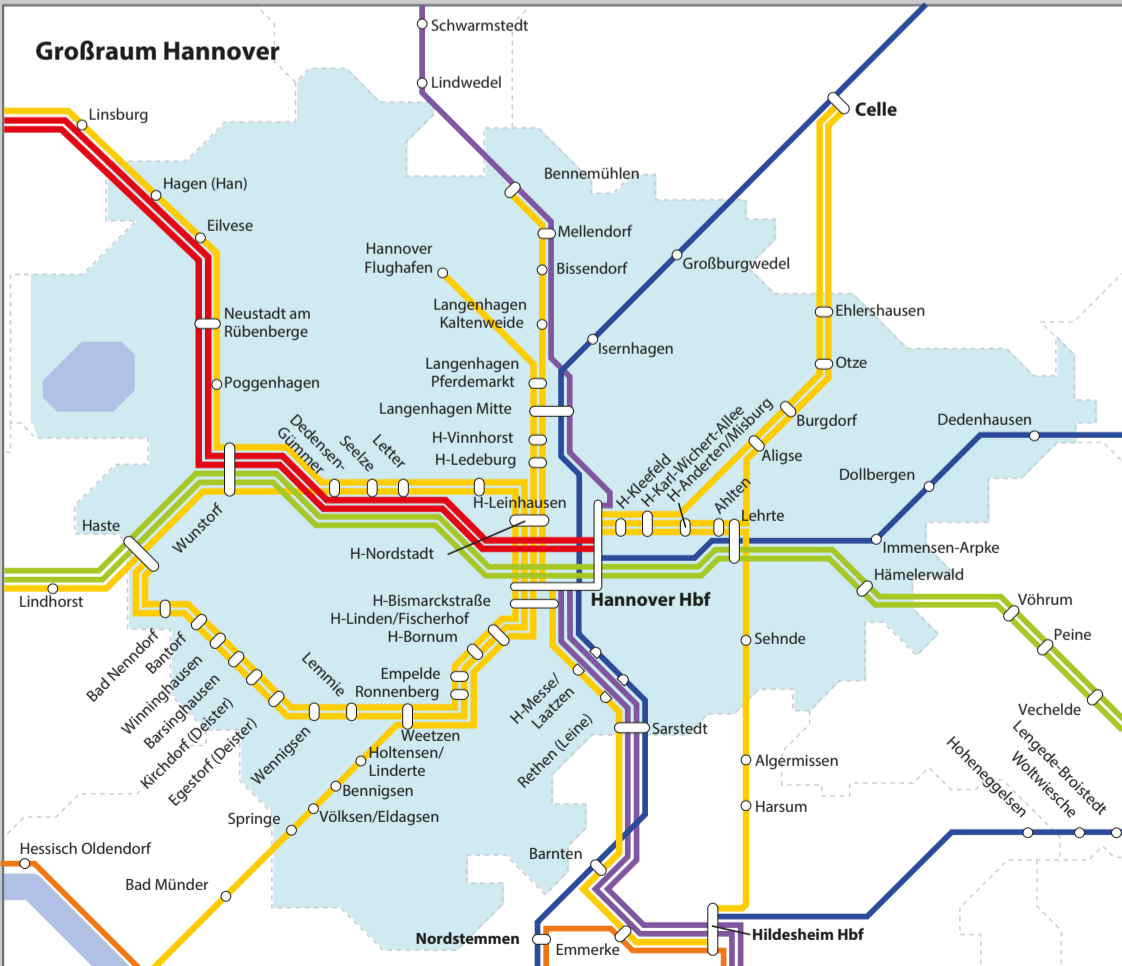 Großraum Hannover
Schwarmstedt
Lindwedel
Linsburg
Celle
Hagen (Han)
Bennemühlen
Eilvese
Mellendorf
Hannover
Flughafen
Bissendorf
Großburgwedel
Langenhagen
Kaltenweide
Neustadt am
Rübenberge
Ehlershausen
Isernhagen
Langenhagen
Pferdemarkt
Otze
Poggenhagen
Langenhagen Mitte
Burgdorf
Dedenhausen
H-Vinnhorst
H-Ledeburg
Aligse
Dedensen-
Gümmer
Seelze
Letter
H-Kleefeld
H-Karl-Wichert-Allee
H-Anderten/Misburg
Ahlten
Dollbergen
H-Leinhausen
Lehrte
Haste
Wunstorf
H-Nordstadt
Immensen-Arpke
Hämelerwald
Lindhorst
H-Bismarckstraße
Hannover Hbf
Vöhrum
H-Linden/Fischerhof
H-Bornum
Peine
Sehnde
Bad Nenndorf
Bantorf
Winninghausen
Barsinghausen
Kirchdorf (Deister)
Egestorf (Deister)
Wennigsen
Lemmie
Empelde
Ronnenberg
H-Messe/
Laatzen
Rethen (Leine)
Vechelde
Weetzen
Sarstedt
Holtensen/
Linderte
Algermissen
Bennigsen
Hoheneggelsen
Lengede-Broistedt
Woltwiesche
Harsum
Springe
Völksen/Eldagsen
Hessisch Oldendorf
Barnten
Bad Münder
Nordstemmen
Emmerke
Hildesheim Hbf